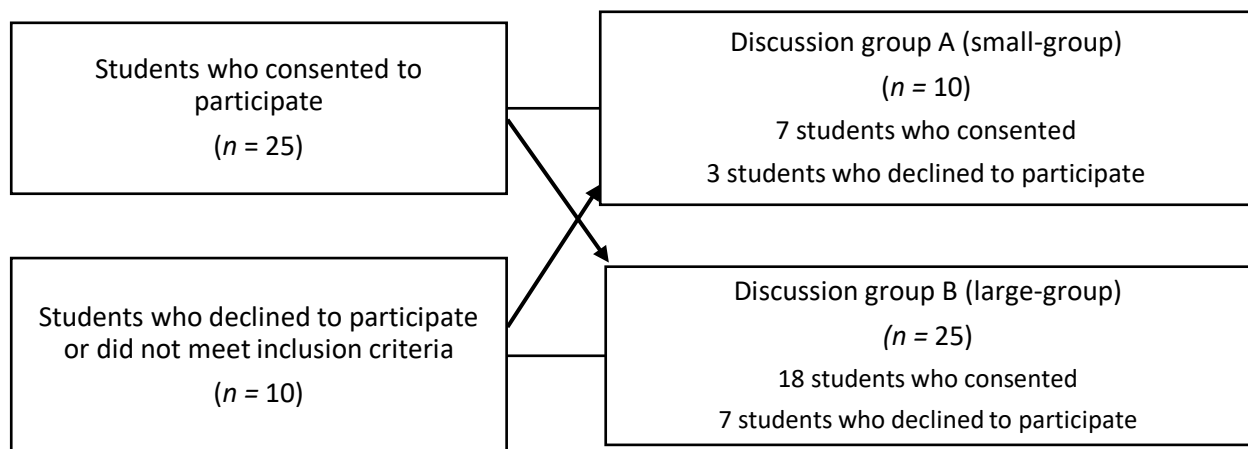 Students who consented to
participate
(n = 25)
Students who declined to participate
or did not meet inclusion criteria
(n = 10)
Discussion group A (small-group)
(n = 10)
7 students who consented
3 students who declined to participate
Discussion group B (large-group)
(n = 25)
18 students who consented
7 students who declined to participate